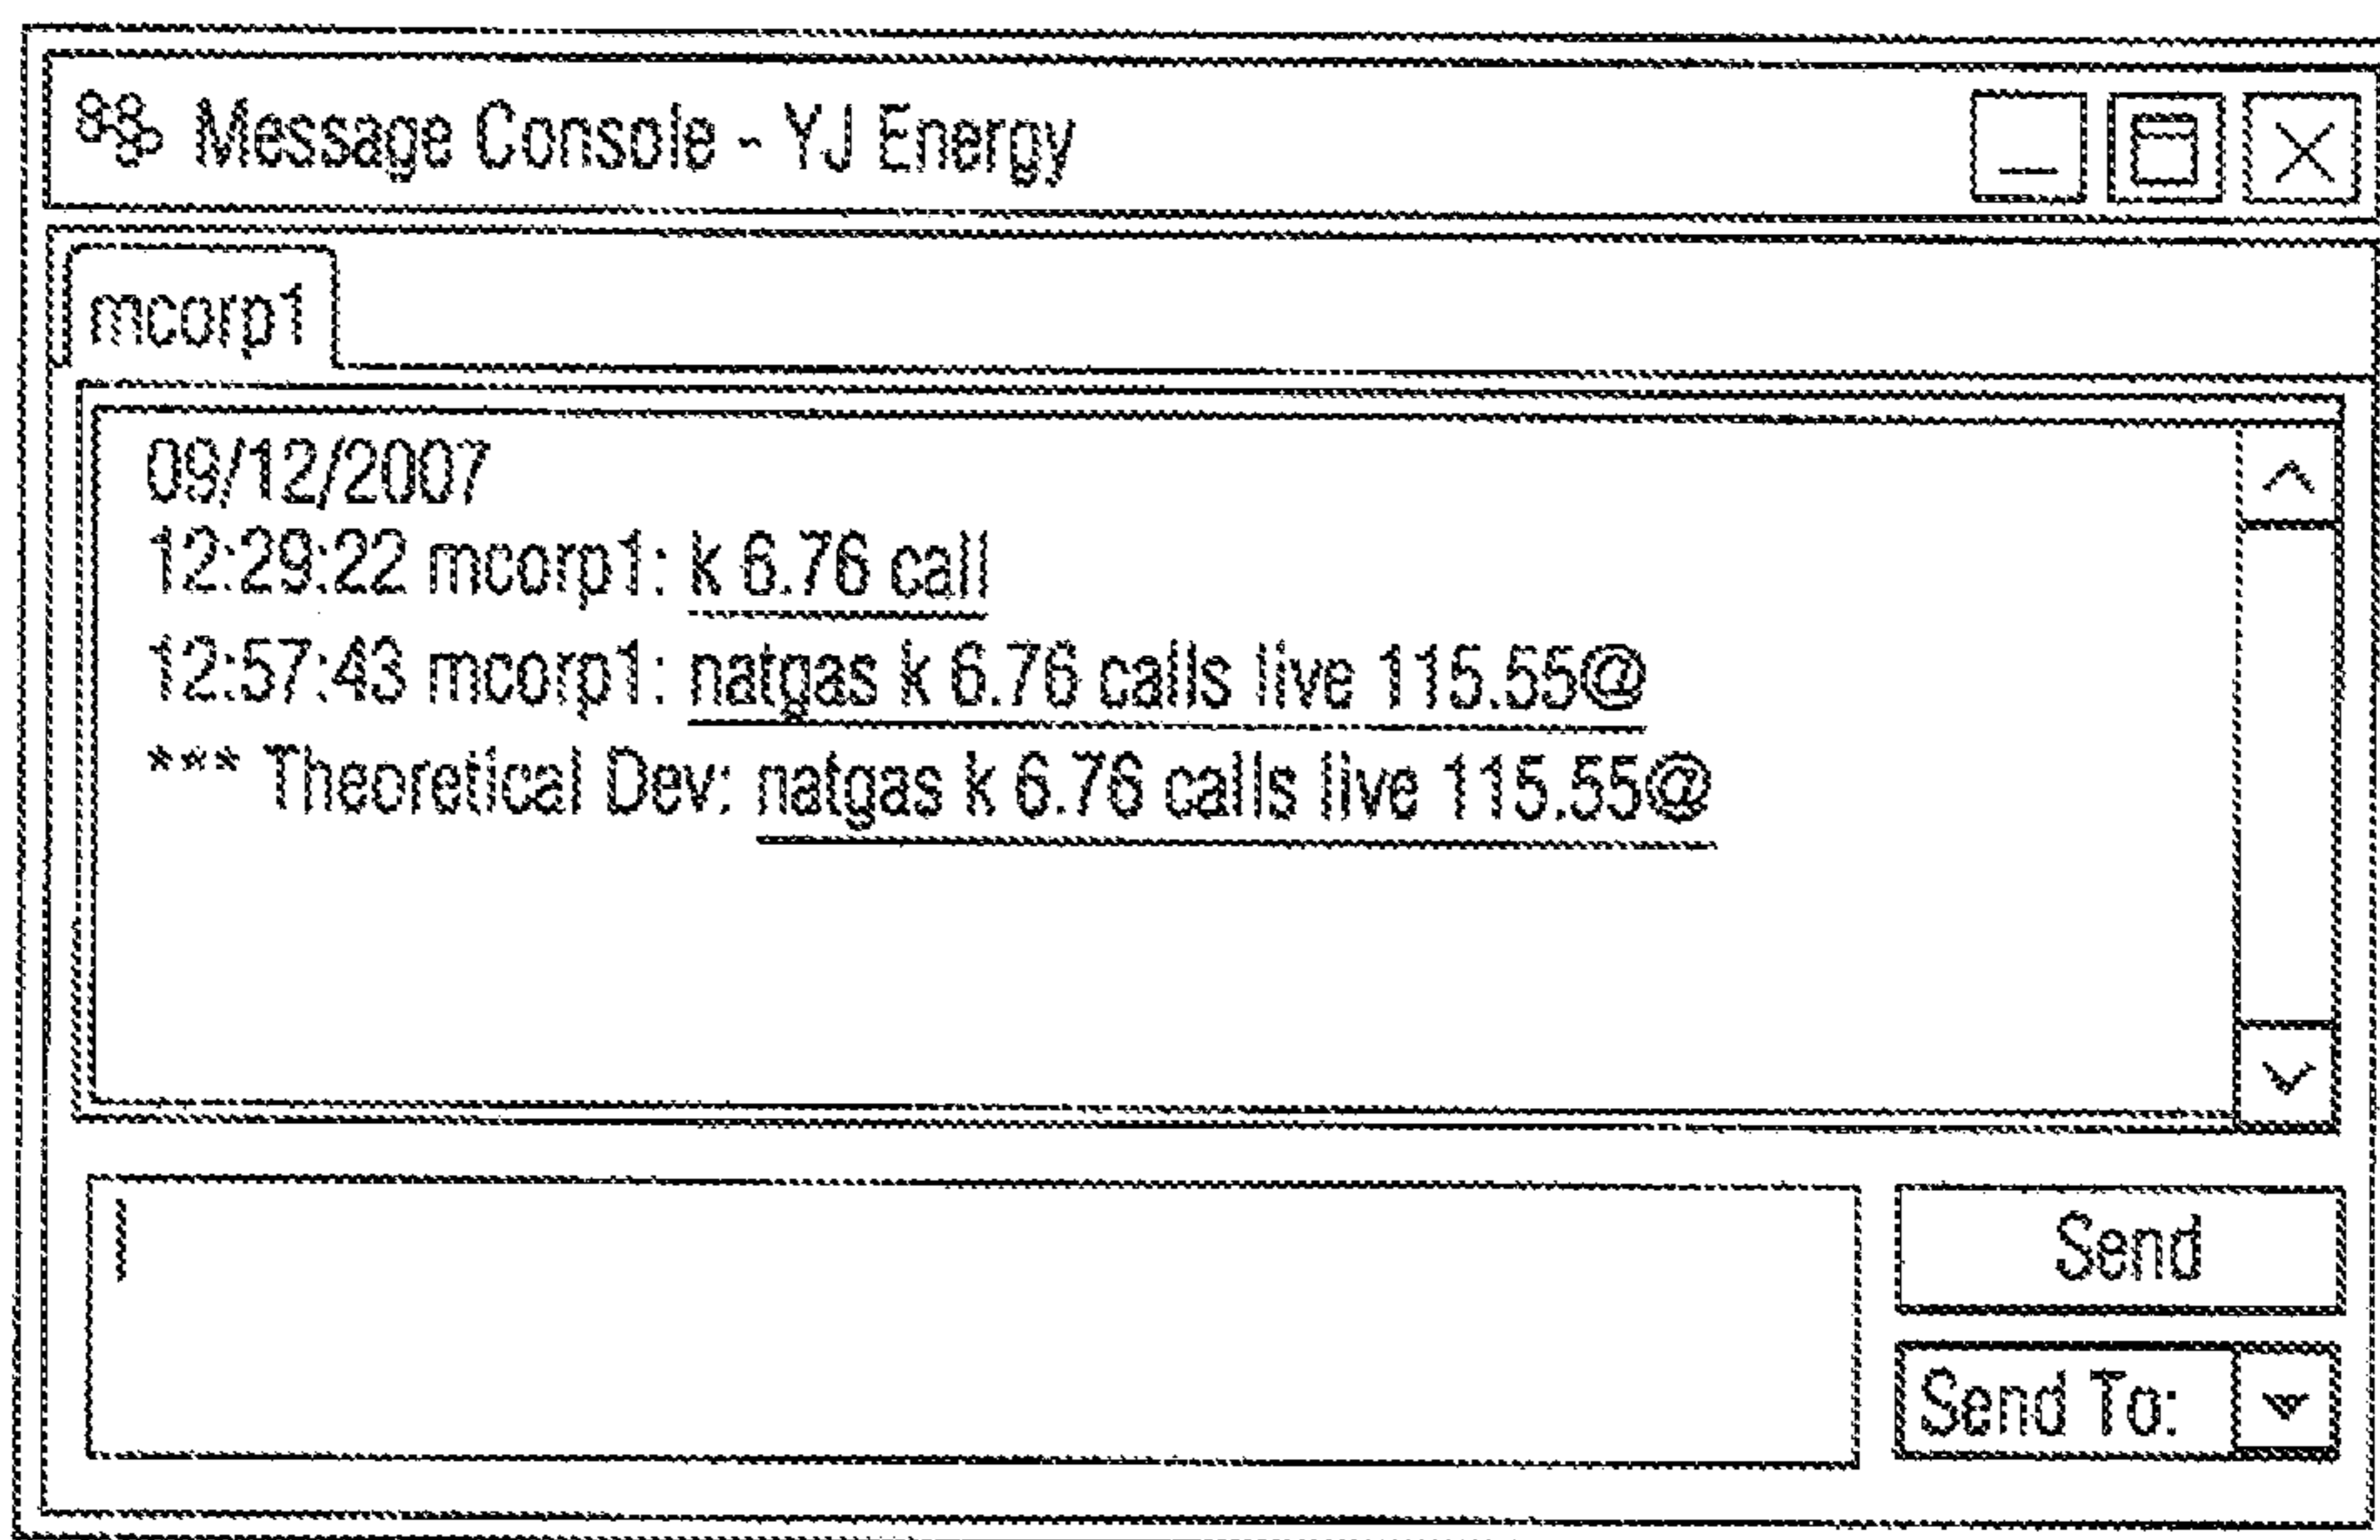 Message Console - YJ Energy
mcorp1
09/12/2007
12:29:22 mcorp1: k 6.76 call
12:57:43 mcorp1: natgas k 6.76 calls live 115.55@
*** Theoretical Dev: natgas k 6.76 calls live 115.55@
Send
Send To: